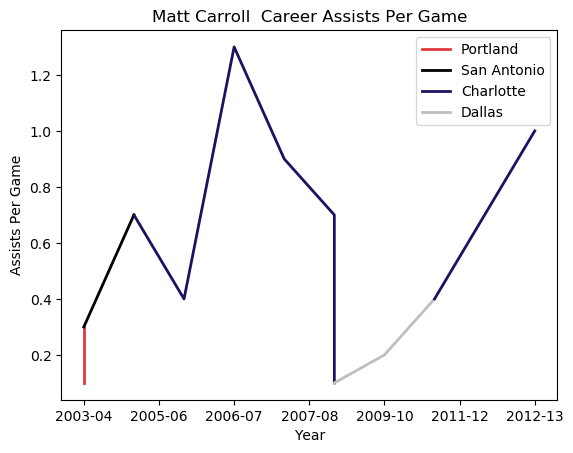 Matt Carroll  Career Assists Per Game
Portland
San Antonio
Charlotte
Dallas
Assists Per Game
1.2
1.0
0.8
0.6
0.4
0.2
2003-04 2005-06 2006-07 2007-08 2009-10 2011-12 2012-13
Year